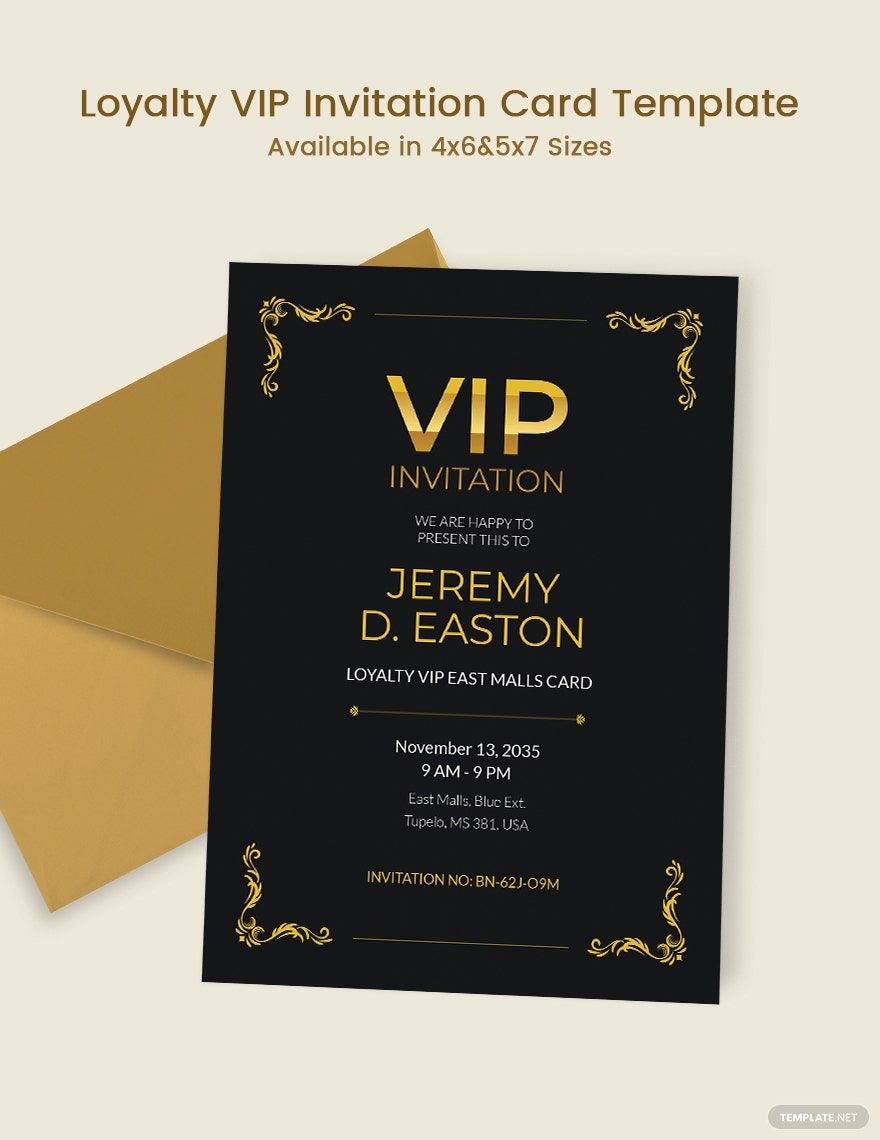 Loyalty VIP Invitation Card Template
Available in 4x6&5x7 Sizes
VIP
INVITATION
WE ARE HAPPY TO
PRESENT THIS TO
JEREMY
D. EASTON
LOYALTY VIP EAST MALLS CARD
November 13, 2035
9 AM - 9 PM
East Malls, Blue Ext.
Tupelo, MS 381, USA
INVITATION NO: BN-62J-O9M
TEMPLATE.NET